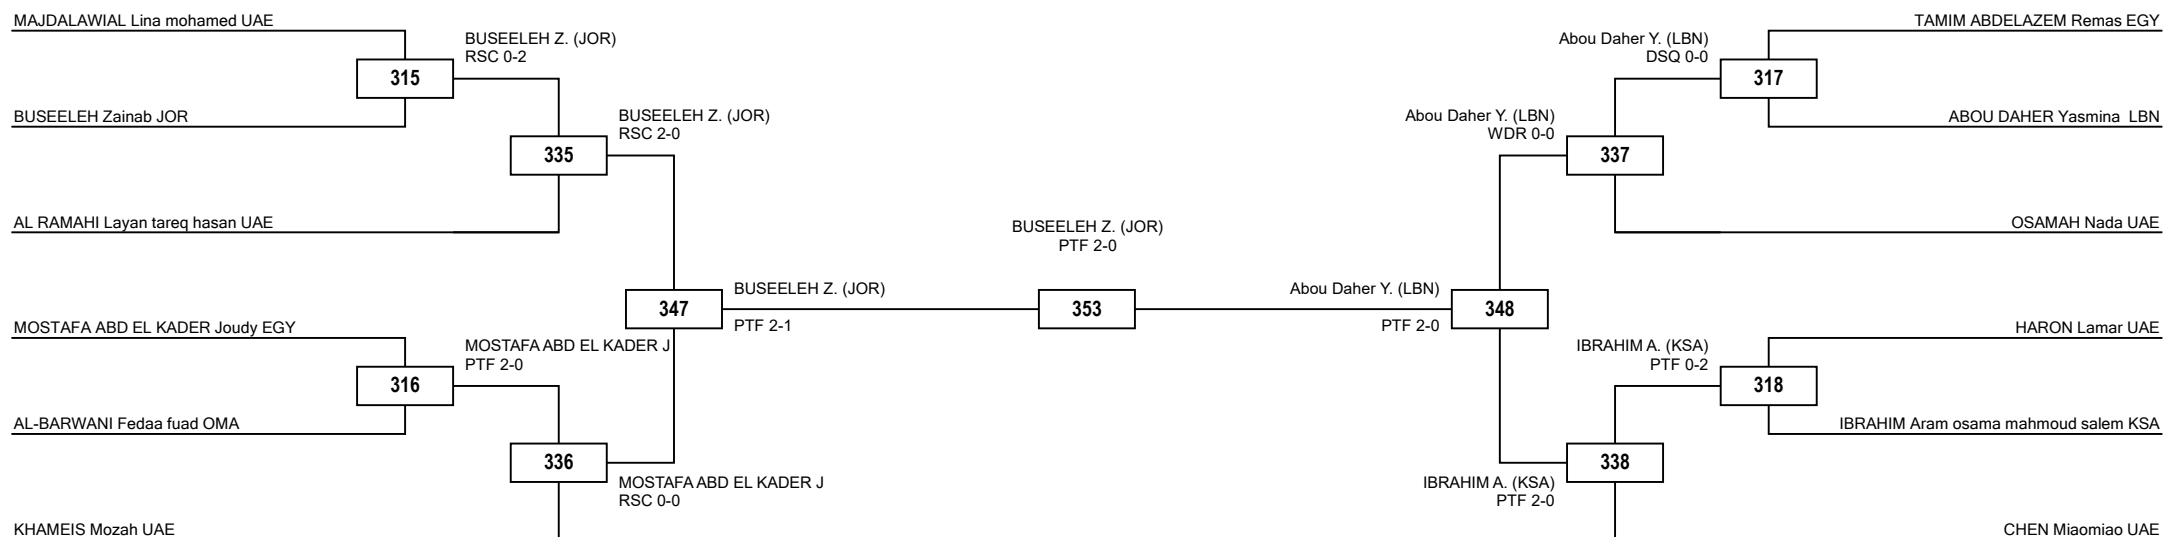 MAJDALAWIAL Lina mohamed UAE
BUSEELEH Z. (JOR)
RSC 0-2
315
BUSEELEH Zainab JOR
BUSEELEH Z. (JOR)
RSC 2-0
335
AL RAMAHI Layan tareq hasan UAE
347
BUSEELEH Z. (JOR)
PTF 2-1
MOSTAFA ABD EL KADER Joudy EGY
MOSTAFA ABD EL KADER J
PTF 2-0
316
AL-BARWANI Fedaa fuad OMA
336
MOSTAFA ABD EL KADER J
RSC 0-0
KHAMEIS Mozah UAE
BUSEELEH Z. (JOR)
PTF 2-0
353
TAMIM ABDELAZEM Remas EGY
Abou Daher Y. (LBN)
DSQ 0-0
317
ABOU DAHER Yasmina  LBN
Abou Daher Y. (LBN)
WDR 0-0
337
OSAMAH Nada UAE
Abou Daher Y. (LBN)
PTF 2-0
348
HARON Lamar UAE
IBRAHIM A. (KSA)
PTF 0-2
318
IBRAHIM Aram osama mahmoud salem KSA
338
IBRAHIM A. (KSA)
PTF 2-0
CHEN Miaomiao UAE